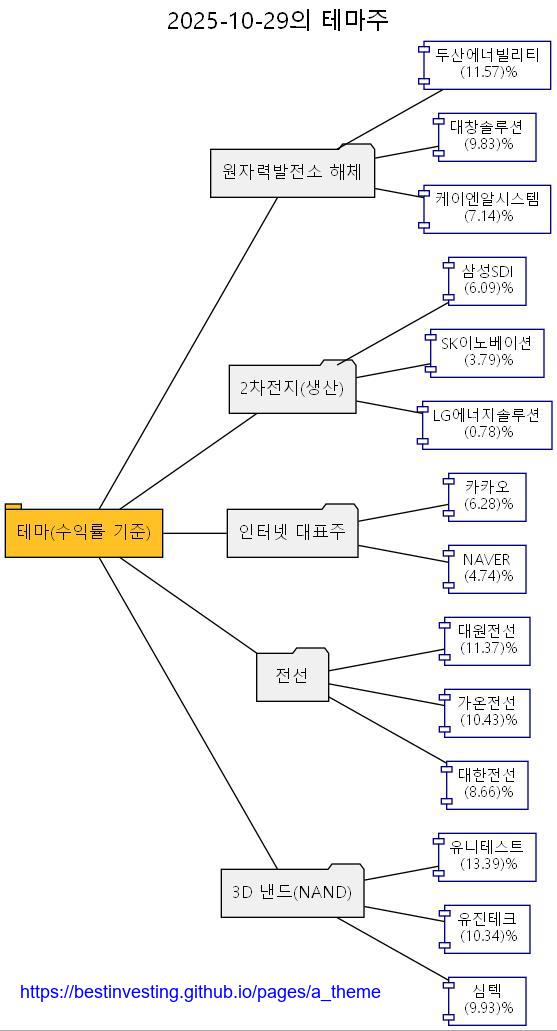 2025-10-29의 테마주
두산에너빌리티
(11.57)%
대창솔루션
(9.83)%
원자력발전소 해체
케이엔알시스템
(7.14)%
삼성SDI
(6.09)%
SK이노베이션
(3.79)%
2차전지(생산)
LG에너지솔루션
(0.78)%
카카오
(6.28)%
테마(수익률 기준)
인터넷 대표주
NAVER
(4.74)%
대원전선
(11.37)%
전선
가온전선
(10.43)%
대한전선
(8.66)%
유니테스트
(13.39)%
3D 낸드(NAND)
유진테크
(10.34)%
심텍
(9.93)%
https://bestinvesting.github.io/pages/a_theme